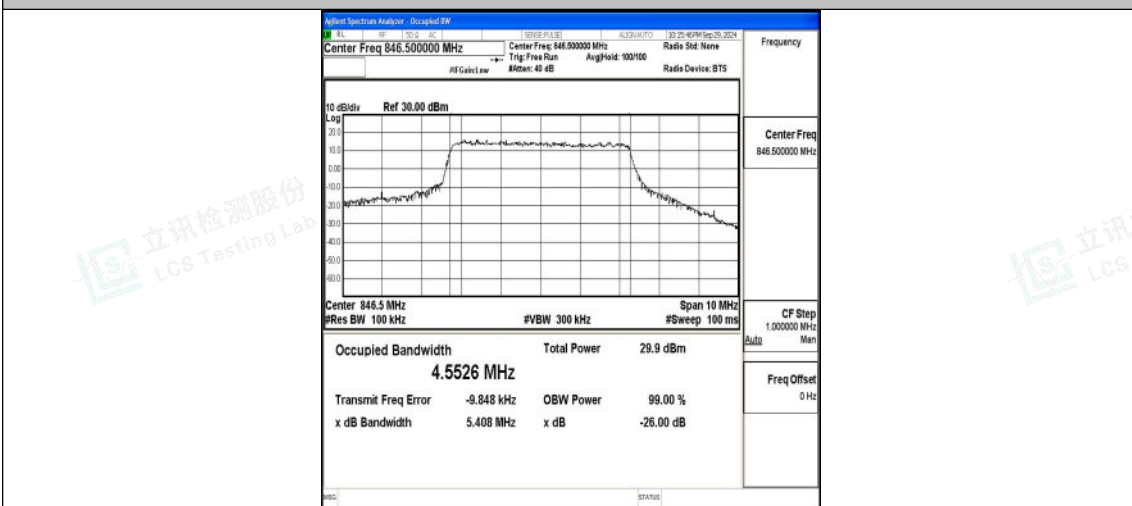 Agilent Spectrum Analyzer - Occupied BW
RL RF 50 Ω AC SENSE:PULSE ALIGNAUTO 10:25:46PM Sep 29, 2024
Center Freq 846.500000 MHz
Center Freq: 846.500000 MHz
Radio Std: None
Trig: Free Run Avg|Hold: 100/100
#IFGain:Low #Atten: 40 dB Radio Device: BTS
Frequency
10 dB/div Ref 30.00 dBm
Log
20.0
10.0
0.00
-10.0
-20.0
-30.0
-40.0
-50.0
-60.0
Center Freq
846.500000 MHz
Center 846.5 MHz Span 10 MHz
#Res BW 100 kHz #VBW 300 kHz #Sweep 100 ms
CF Step
1.000000 MHz
Auto Man
Occupied Bandwidth Total Power 29.9 dBm
4.5526 MHz
Transmit Freq Error -9.848 kHz OBW Power 99.00 %
x dB Bandwidth 5.408 MHz x dB -26.00 dB
Freq Offset
0 Hz
MSG STATUS
立讯检测股份
LCS Testing Lab
立讯
LCS